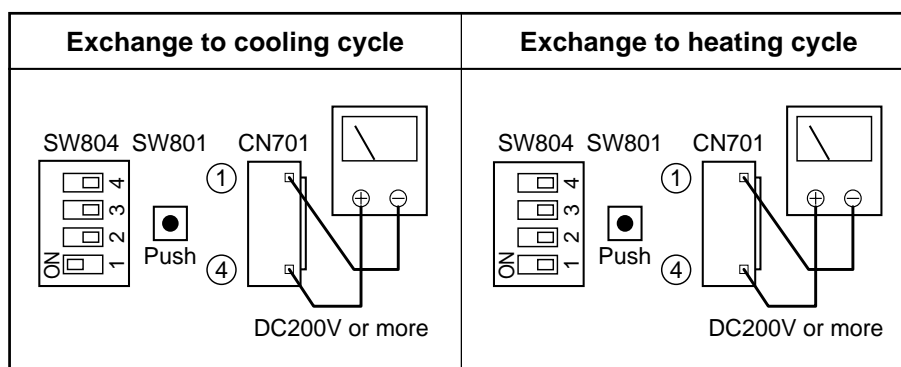 Exchange to cooling cycle
Exchange to heating cycle
SW804 SW801 CN701
4
3
2
1
ON
Push
①
④
DC200V or more
SW804 SW801 CN701
4
3
2
1
ON
Push
①
④
DC200V or more